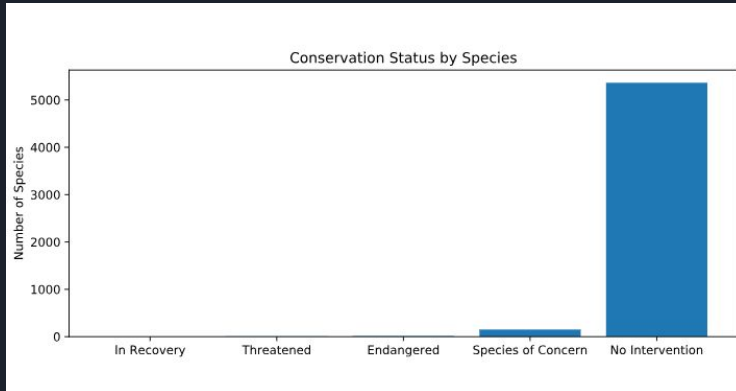 Conservation Status by Species
Number of Species
5000
4000
3000
2000
1000
0
In Recovery Threatened Endangered Species of Concern No Intervention